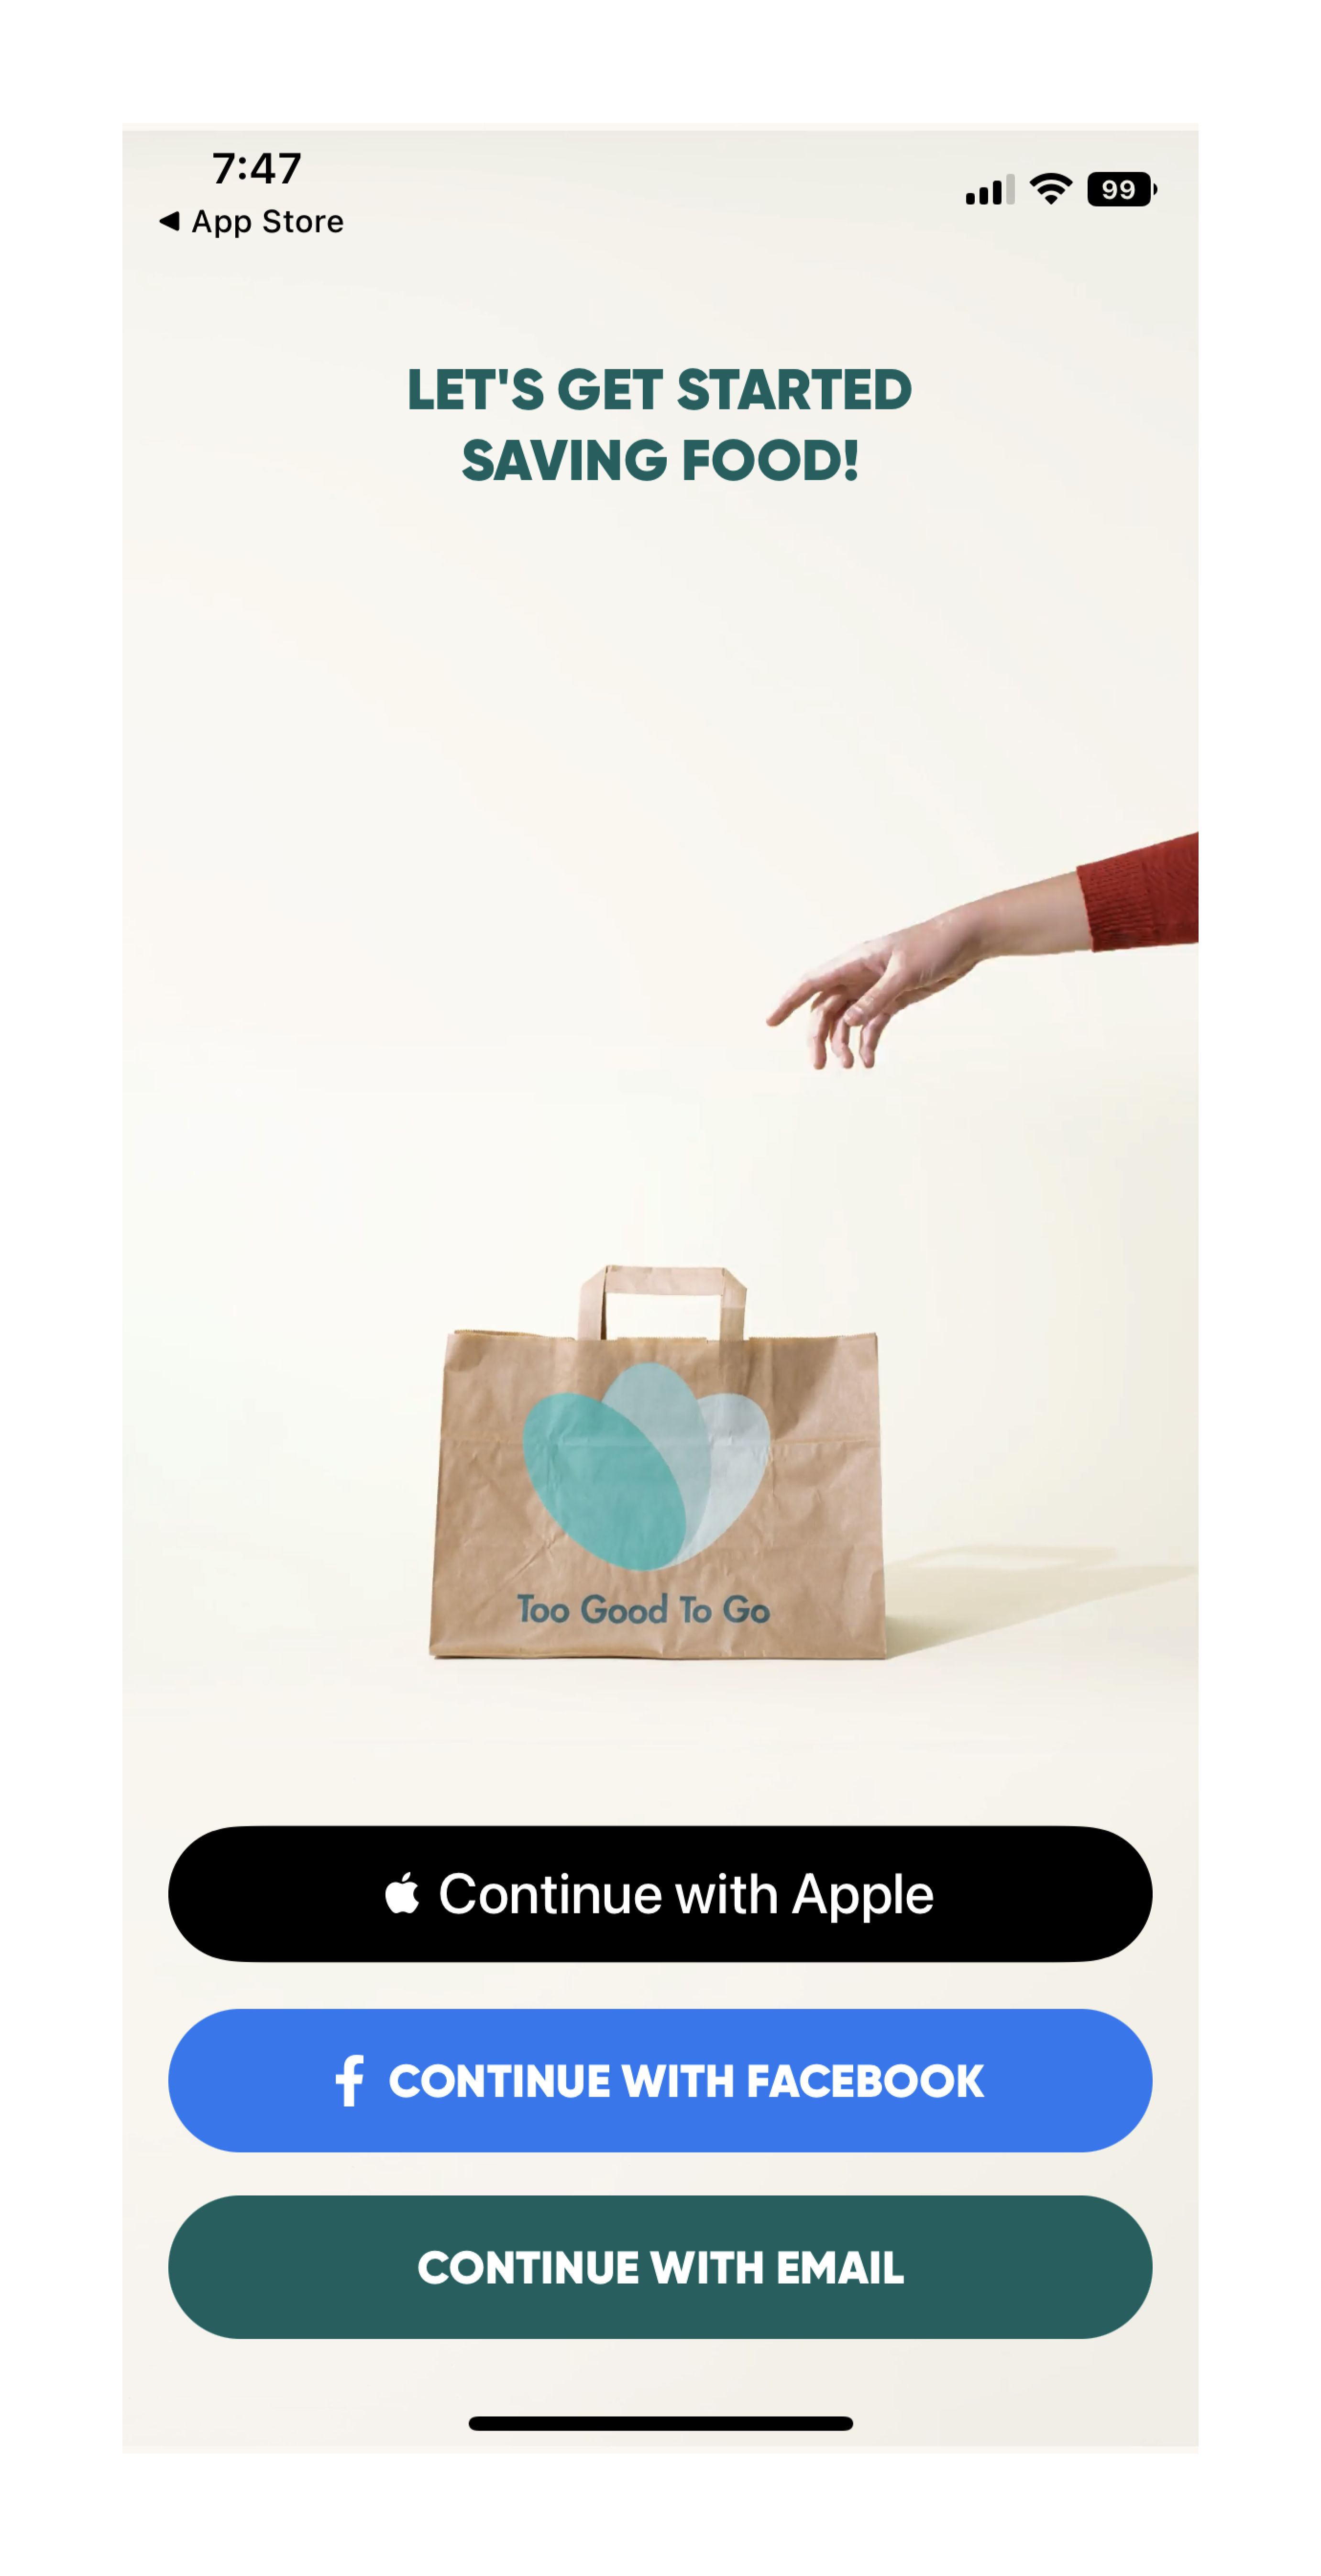 7:47
99
App Store
LET'S GET STARTED
SAVING FOOD!
Too Good To Go
Continue with Apple
CONTINUE WITH FACEBOOK
CONTINUE WITH EMAIL